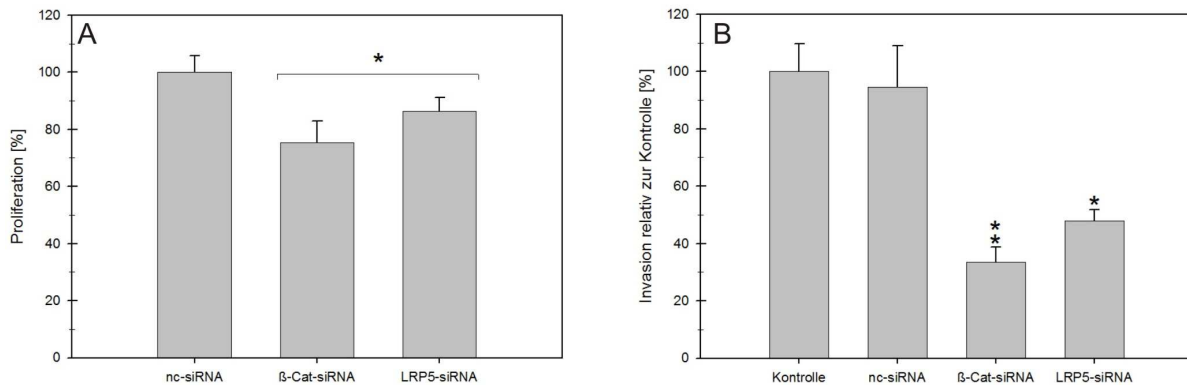 A
Proliferation [%]
120
100
80
60
40
20
0
*
nc-siRNA
ß-Cat-siRNA
LRP5-siRNA
B
Invasion relativ zur Kontrolle [%]
120
100
80
60
40
20
0
*
*
*
Kontrolle
nc-siRNA
ß-Cat-siRNA
LRP5-siRNA